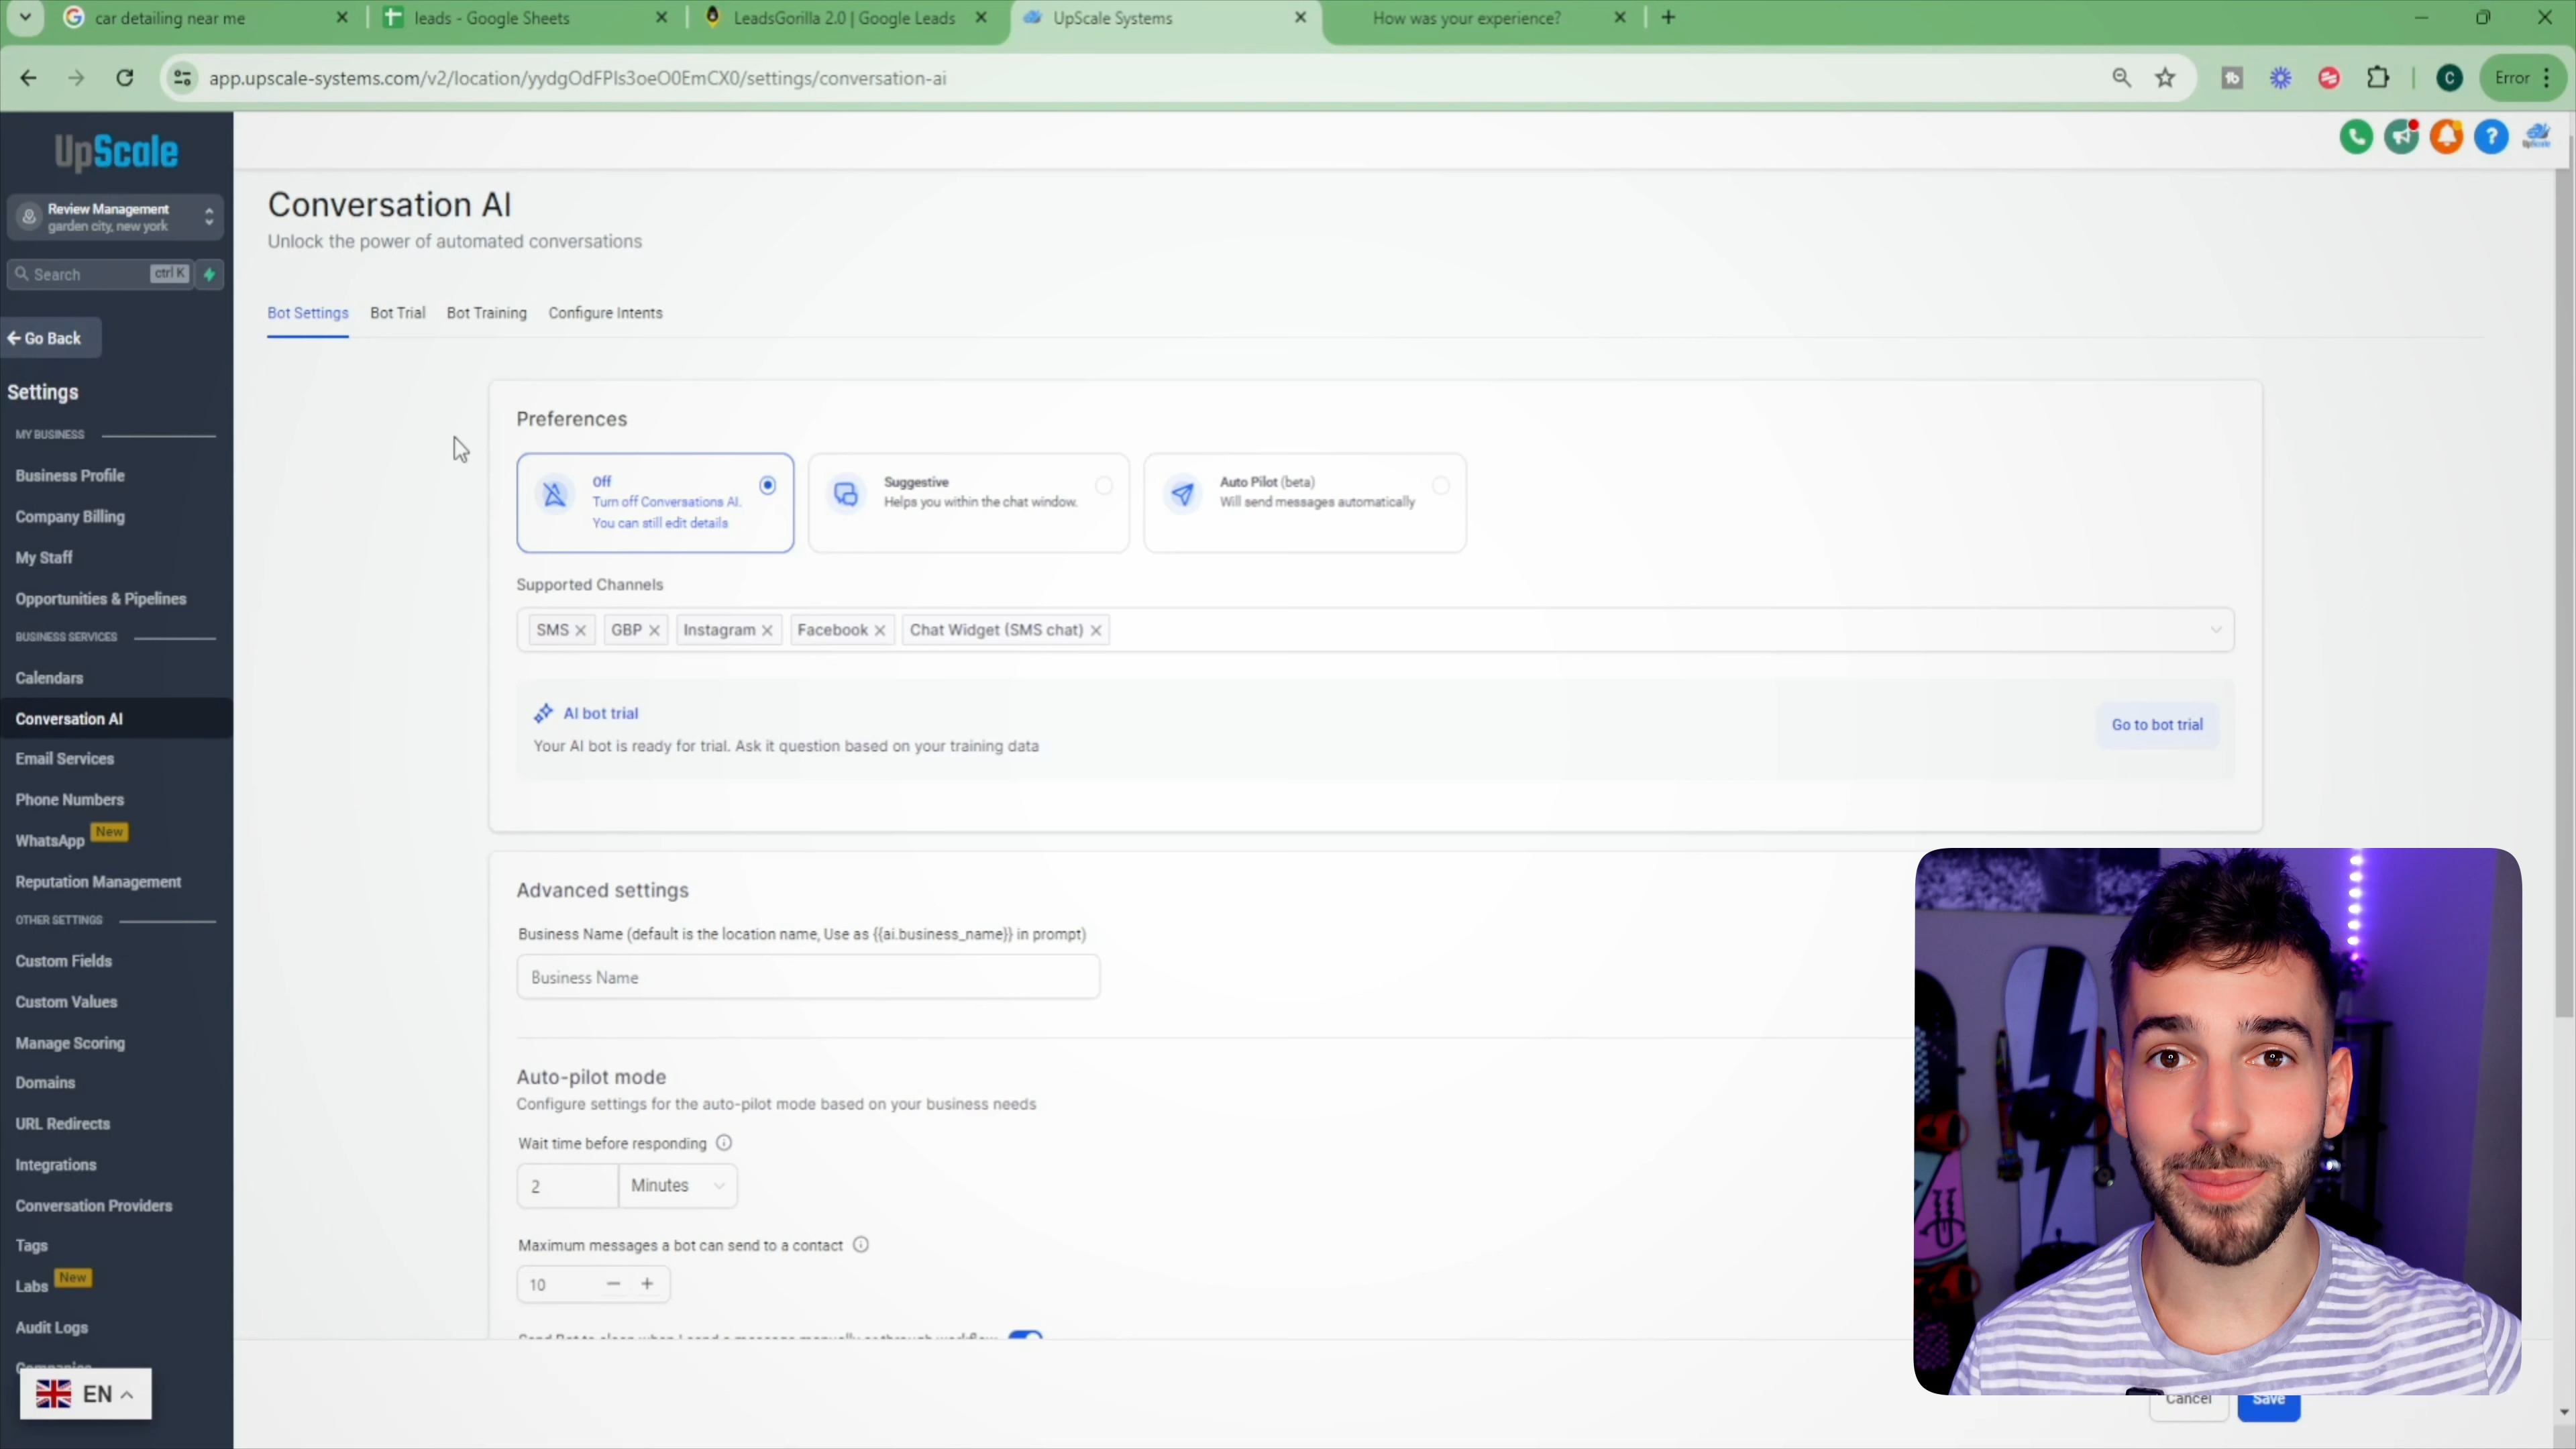 car detailing near me
leads - Google Sheets
LeadsGorilla 2.0 | Google Leads
UpScale Systems
How was your experience?
app.upscale-systems.com/v2/location/yydgOdFPIs3oeO0EmCX0/settings/conversation-ai
tb
C
Error
UpScale
Review Management
garden city, new york
Search
ctrl K
Go Back
Settings
MY BUSINESS
Business Profile
Company Billing
My Staff
Opportunities & Pipelines
BUSINESS SERVICES
Calendars
Conversation AI
Email Services
Phone Numbers
WhatsApp New
Reputation Management
OTHER SETTINGS
Custom Fields
Custom Values
Manage Scoring
Domains
URL Redirects
Integrations
Conversation Providers
Tags
Labs New
Audit Logs
EN
Conversation AI
Unlock the power of automated conversations
Bot Settings
Bot Trial
Bot Training
Configure Intents
Preferences
Off
Turn off Conversations AI.
You can still edit details
Suggestive
Helps you within the chat window.
Auto Pilot (beta)
Will send messages automatically
Supported Channels
SMS
GBP
Instagram
Facebook
Chat Widget (SMS chat)
AI bot trial
Your AI bot is ready for trial. Ask it question based on your training data
Go to bot trial
Advanced settings
Business Name (default is the location name, Use as {{ai.business_name}} in prompt)
Business Name
Auto-pilot mode
Configure settings for the auto-pilot mode based on your business needs
Wait time before responding
2
Minutes
Maximum messages a bot can send to a contact
10
Cancel
Save